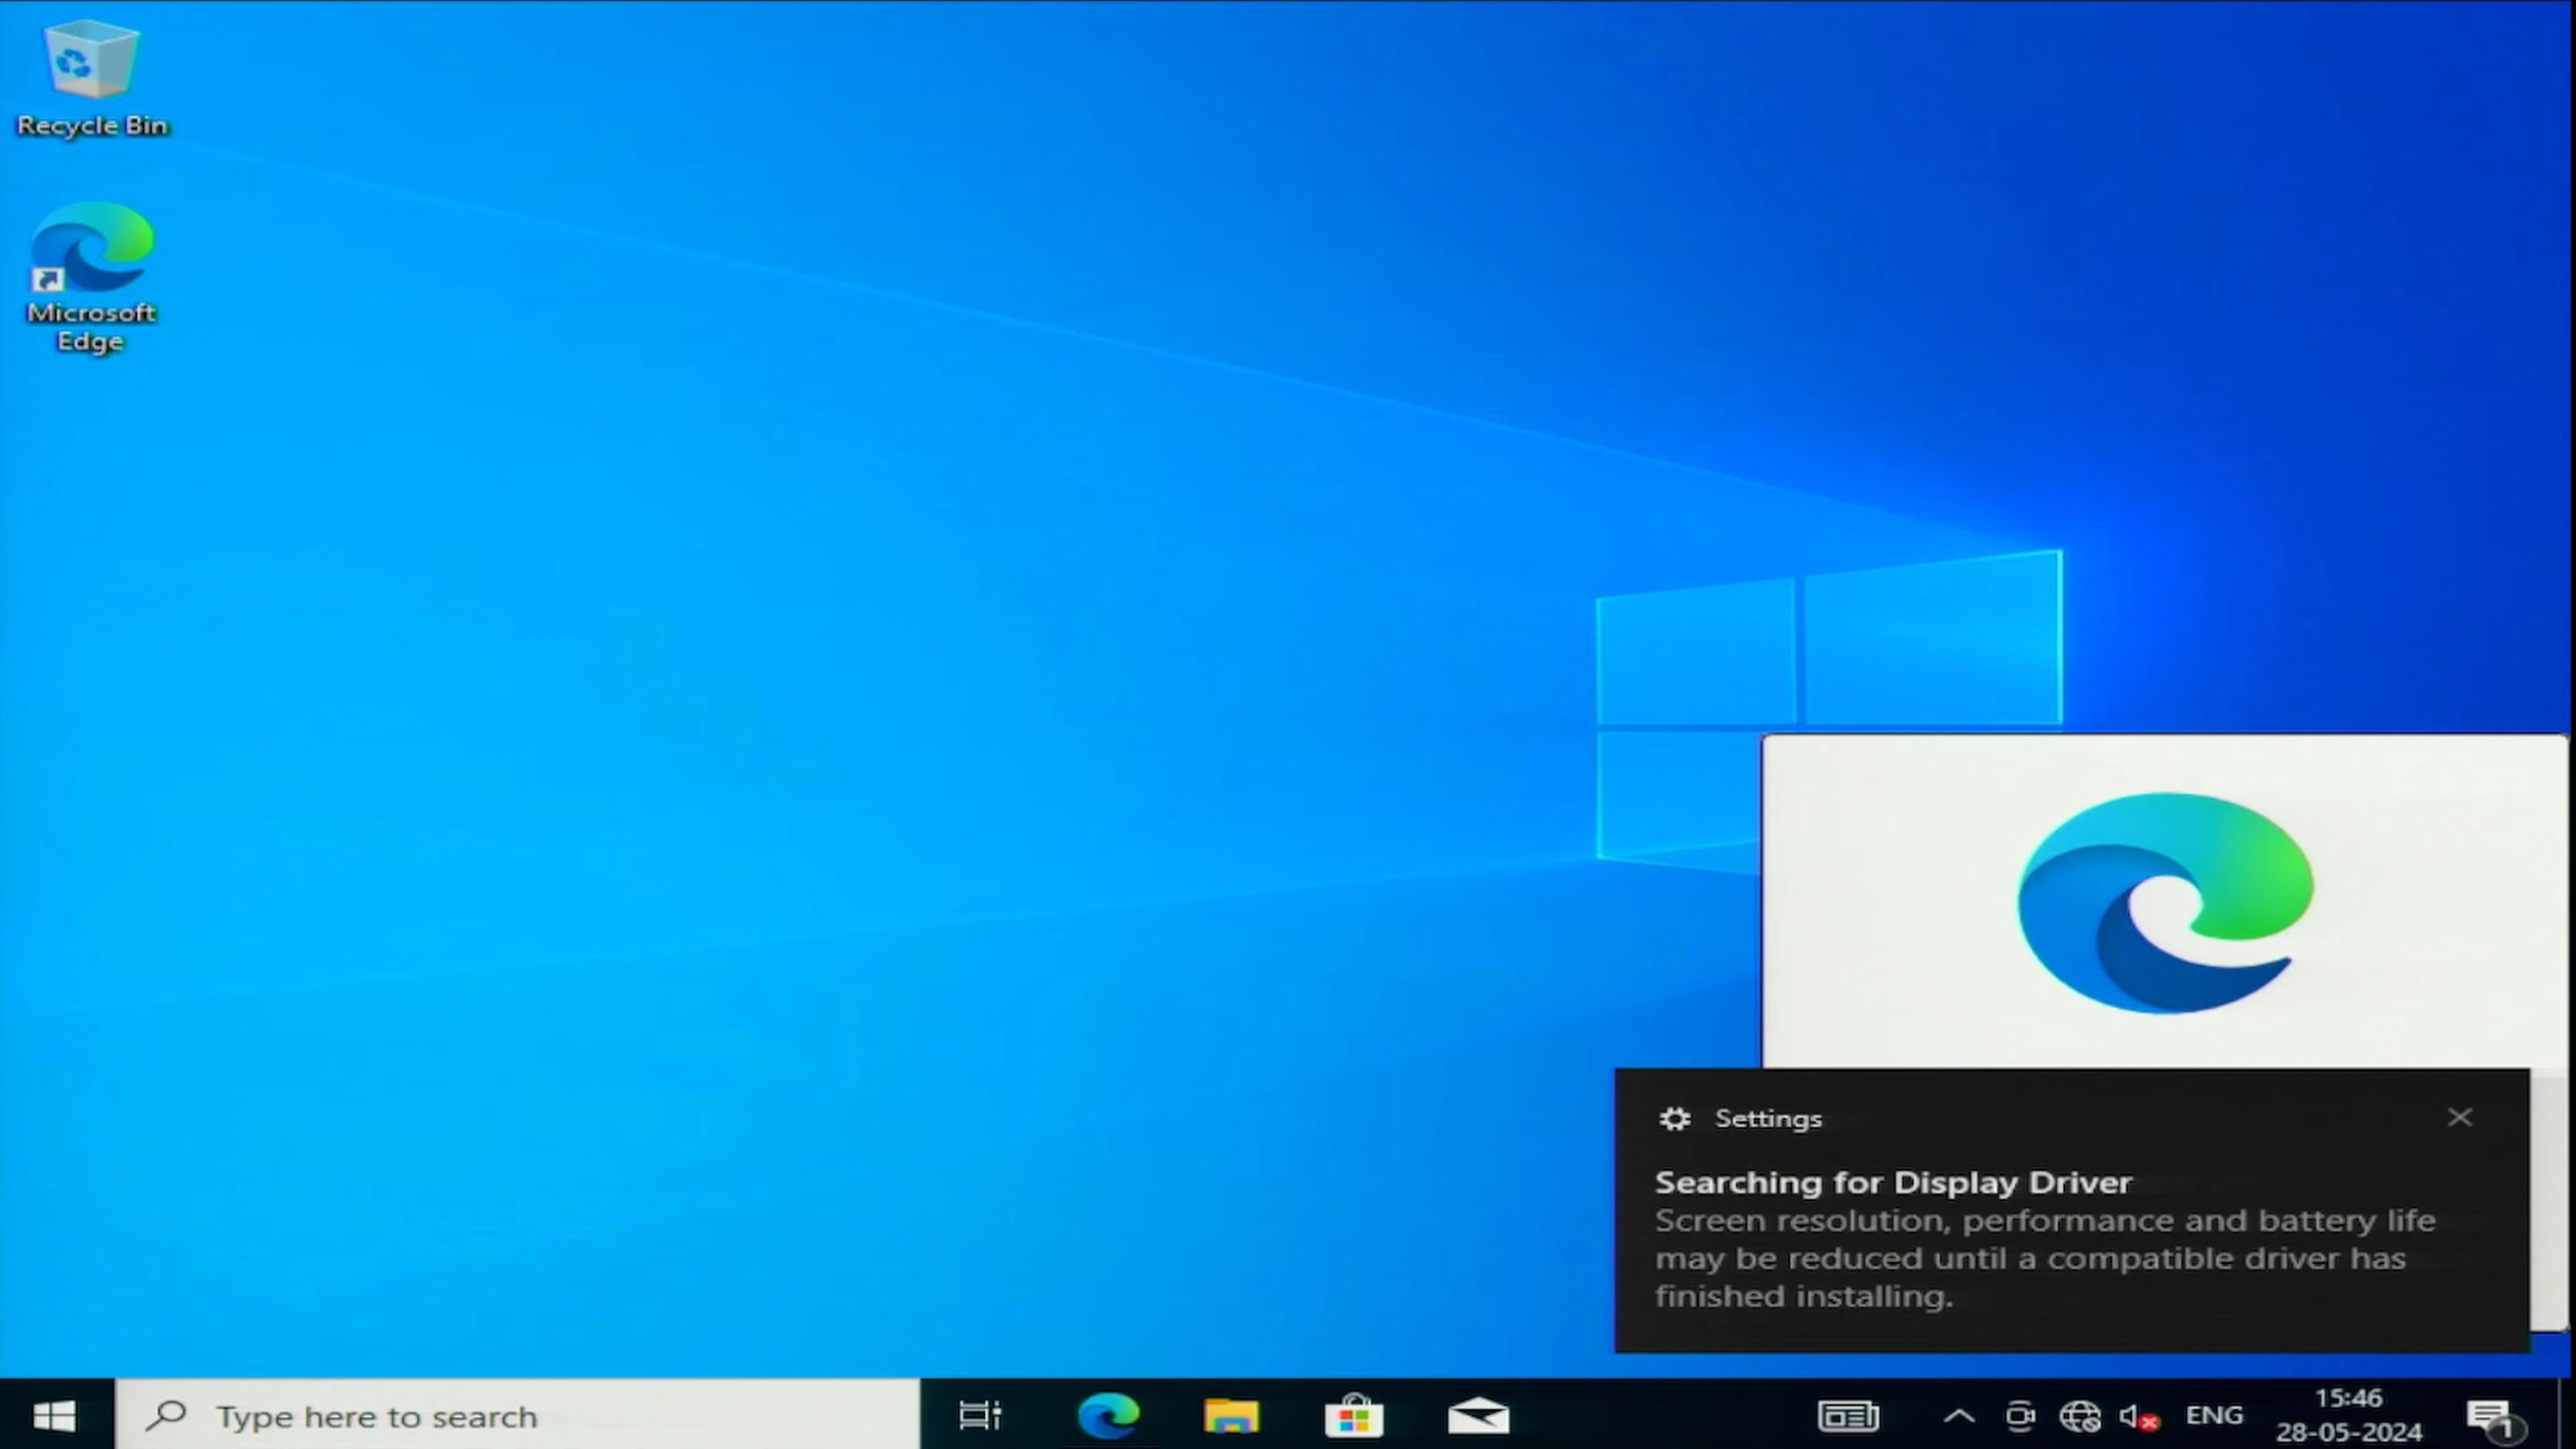 Recycle Bin
Microsoft
Edge
Settings
Searching for Display Driver
Screen resolution, performance and battery life
may be reduced until a compatible driver has
finished installing.
Type here to search
ENG
15:46
28-05-2024
1